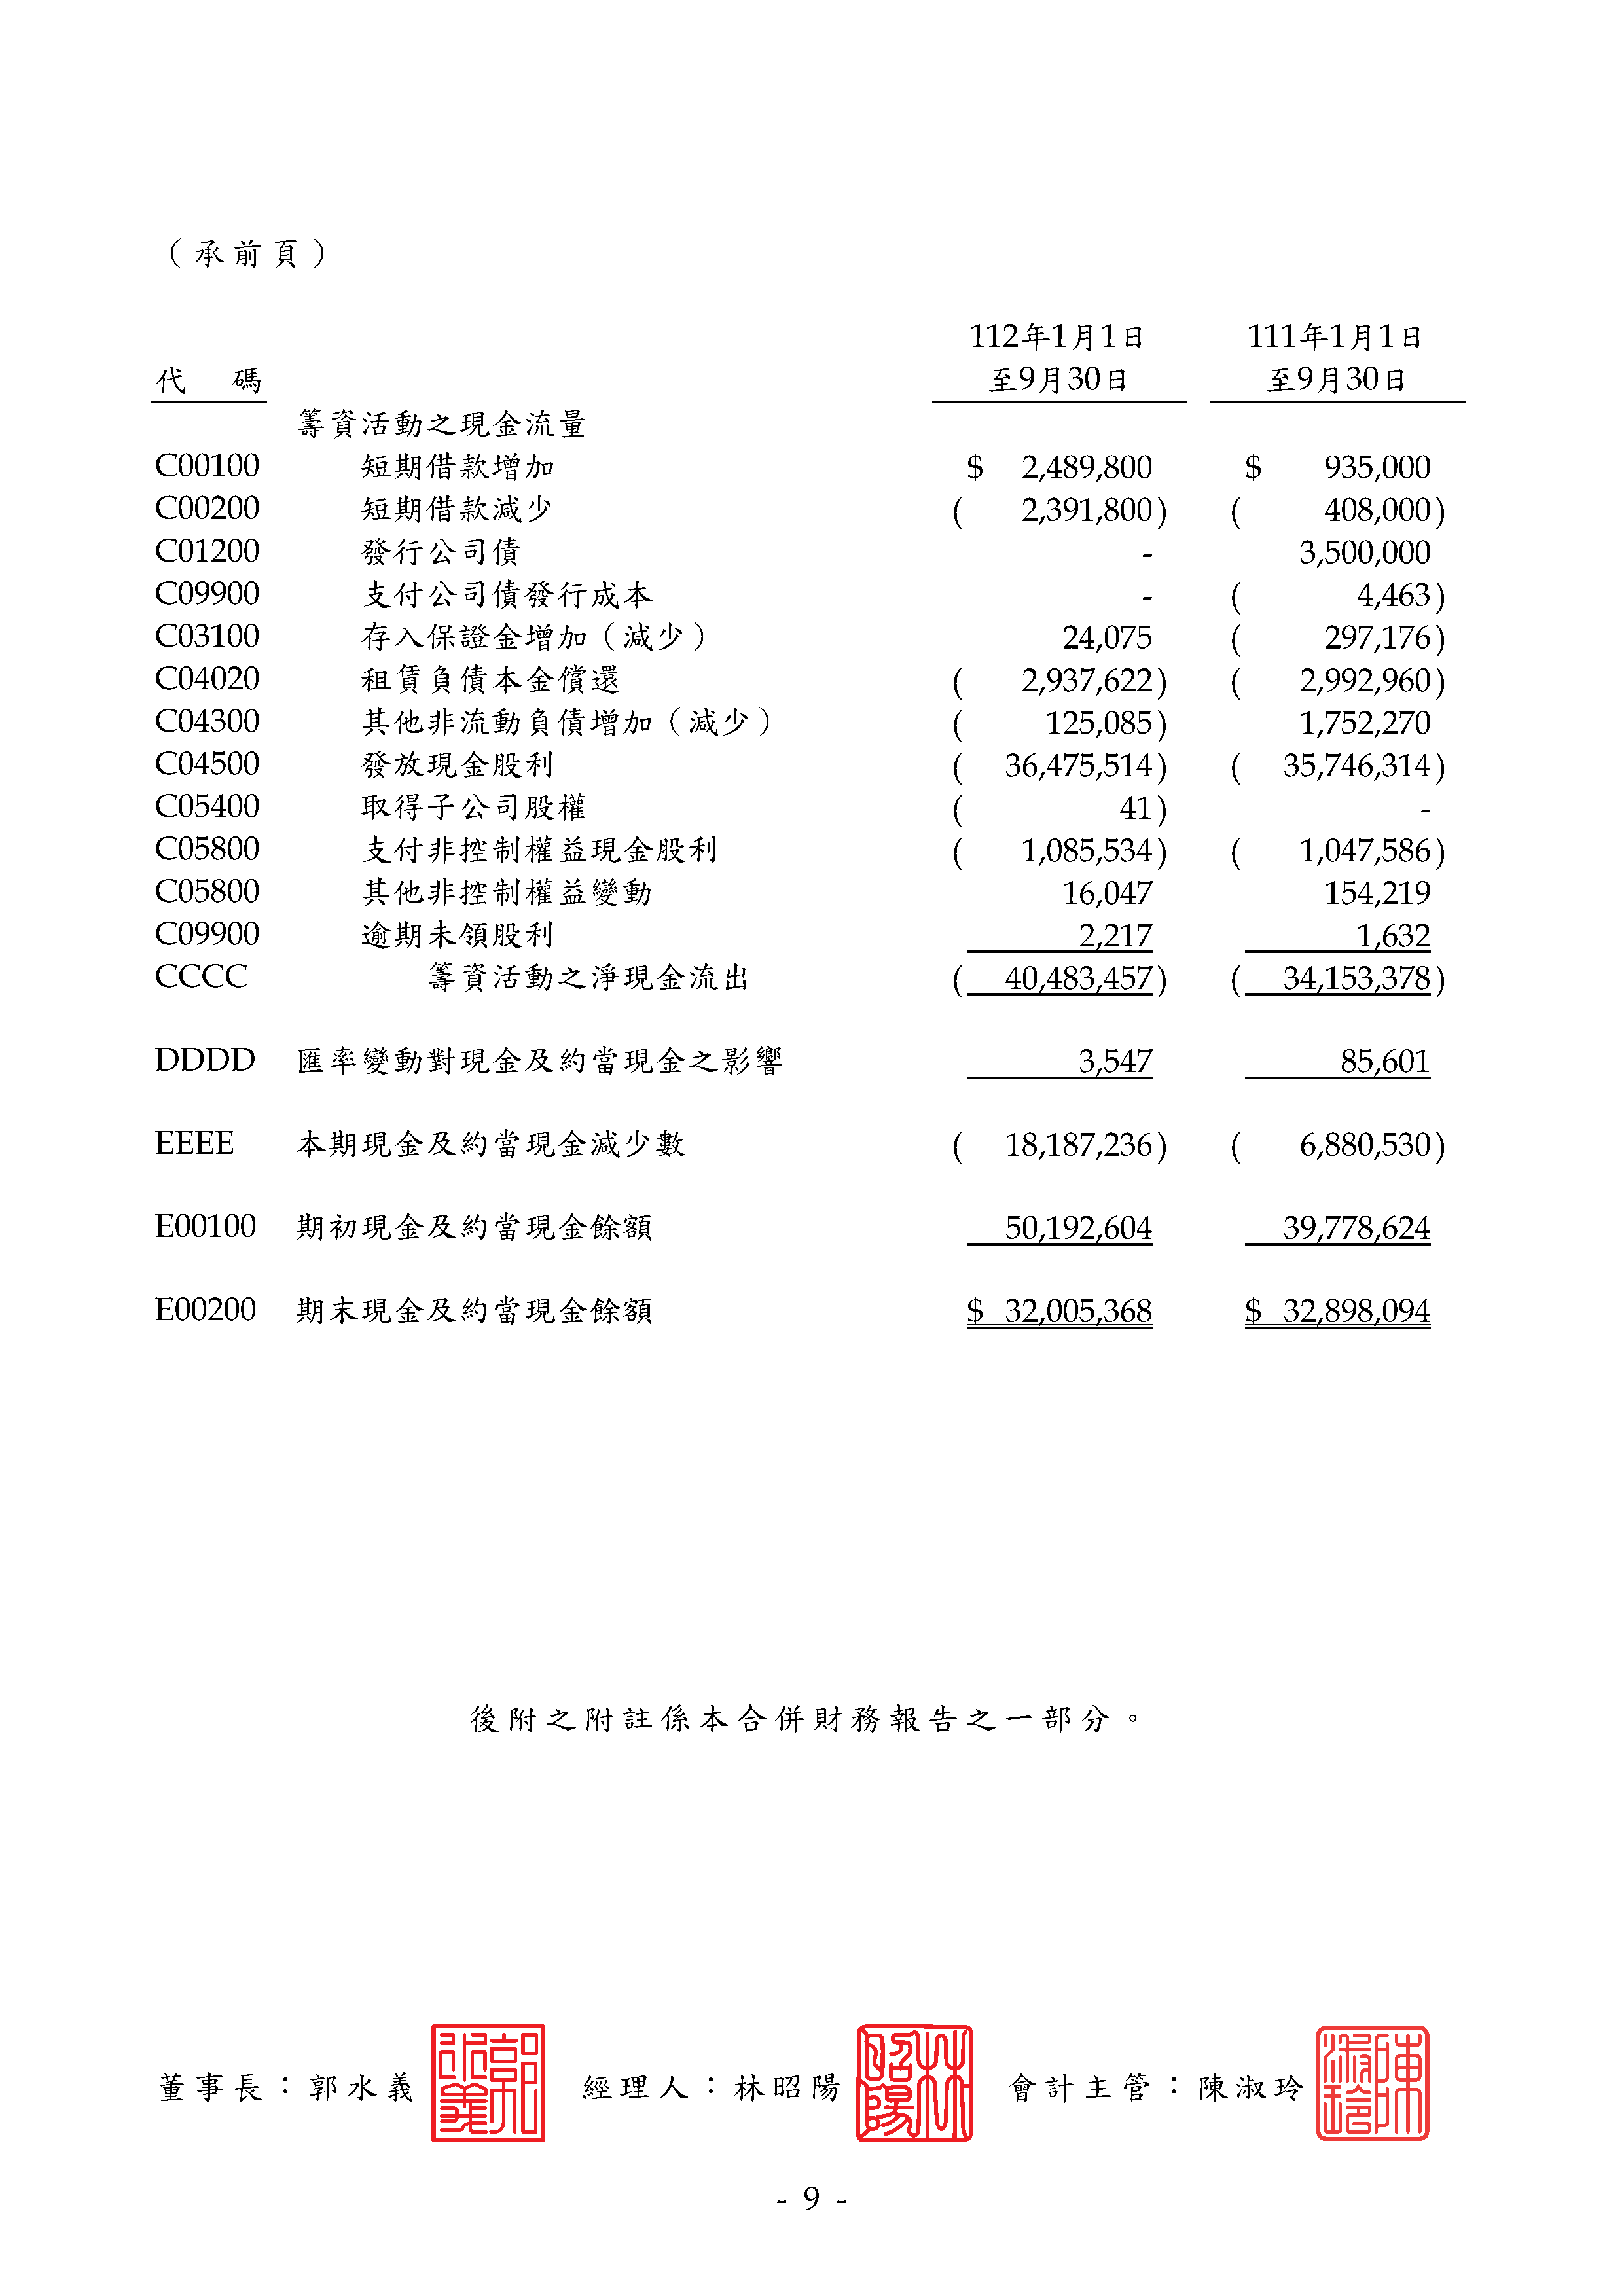 （承前頁）
112年1月1日 111年1月1日
代 碼 至9月30日 至9月30日
籌資活動之現金流量
C00100 短期借款增加 $ 2,489,800 $ 935,000
C00200 短期借款減少 ( 2,391,800) ( 408,000)
C01200 發行公司債 - 3,500,000
C09900 支付公司債發行成本 - ( 4,463)
C03100 存入保證金增加（減少） 24,075 ( 297,176)
C04020 租賃負債本金償還 ( 2,937,622) ( 2,992,960)
C04300 其他非流動負債增加（減少） ( 125,085) 1,752,270
C04500 發放現金股利 ( 36,475,514) ( 35,746,314)
C05400 取得子公司股權 ( 41) -
C05800 支付非控制權益現金股利 ( 1,085,534) ( 1,047,586)
C05800 其他非控制權益變動 16,047 154,219
C09900 逾期未領股利 2,217 1,632
CCCC 籌資活動之淨現金流出 ( 40,483,457) ( 34,153,378)
DDDD 匯率變動對現金及約當現金之影響 3,547 85,601
EEEE 本期現金及約當現金減少數 ( 18,187,236) ( 6,880,530)
E00100 期初現金及約當現金餘額 50,192,604 39,778,624
E00200 期末現金及約當現金餘額 $ 32,005,368 $ 32,898,094
後附之附註係本合併財務報告之一部分。
董事長：郭水義 郭水義 經理人：林昭陽 林昭陽 會計主管：陳淑玲 陳淑玲
- 9 -